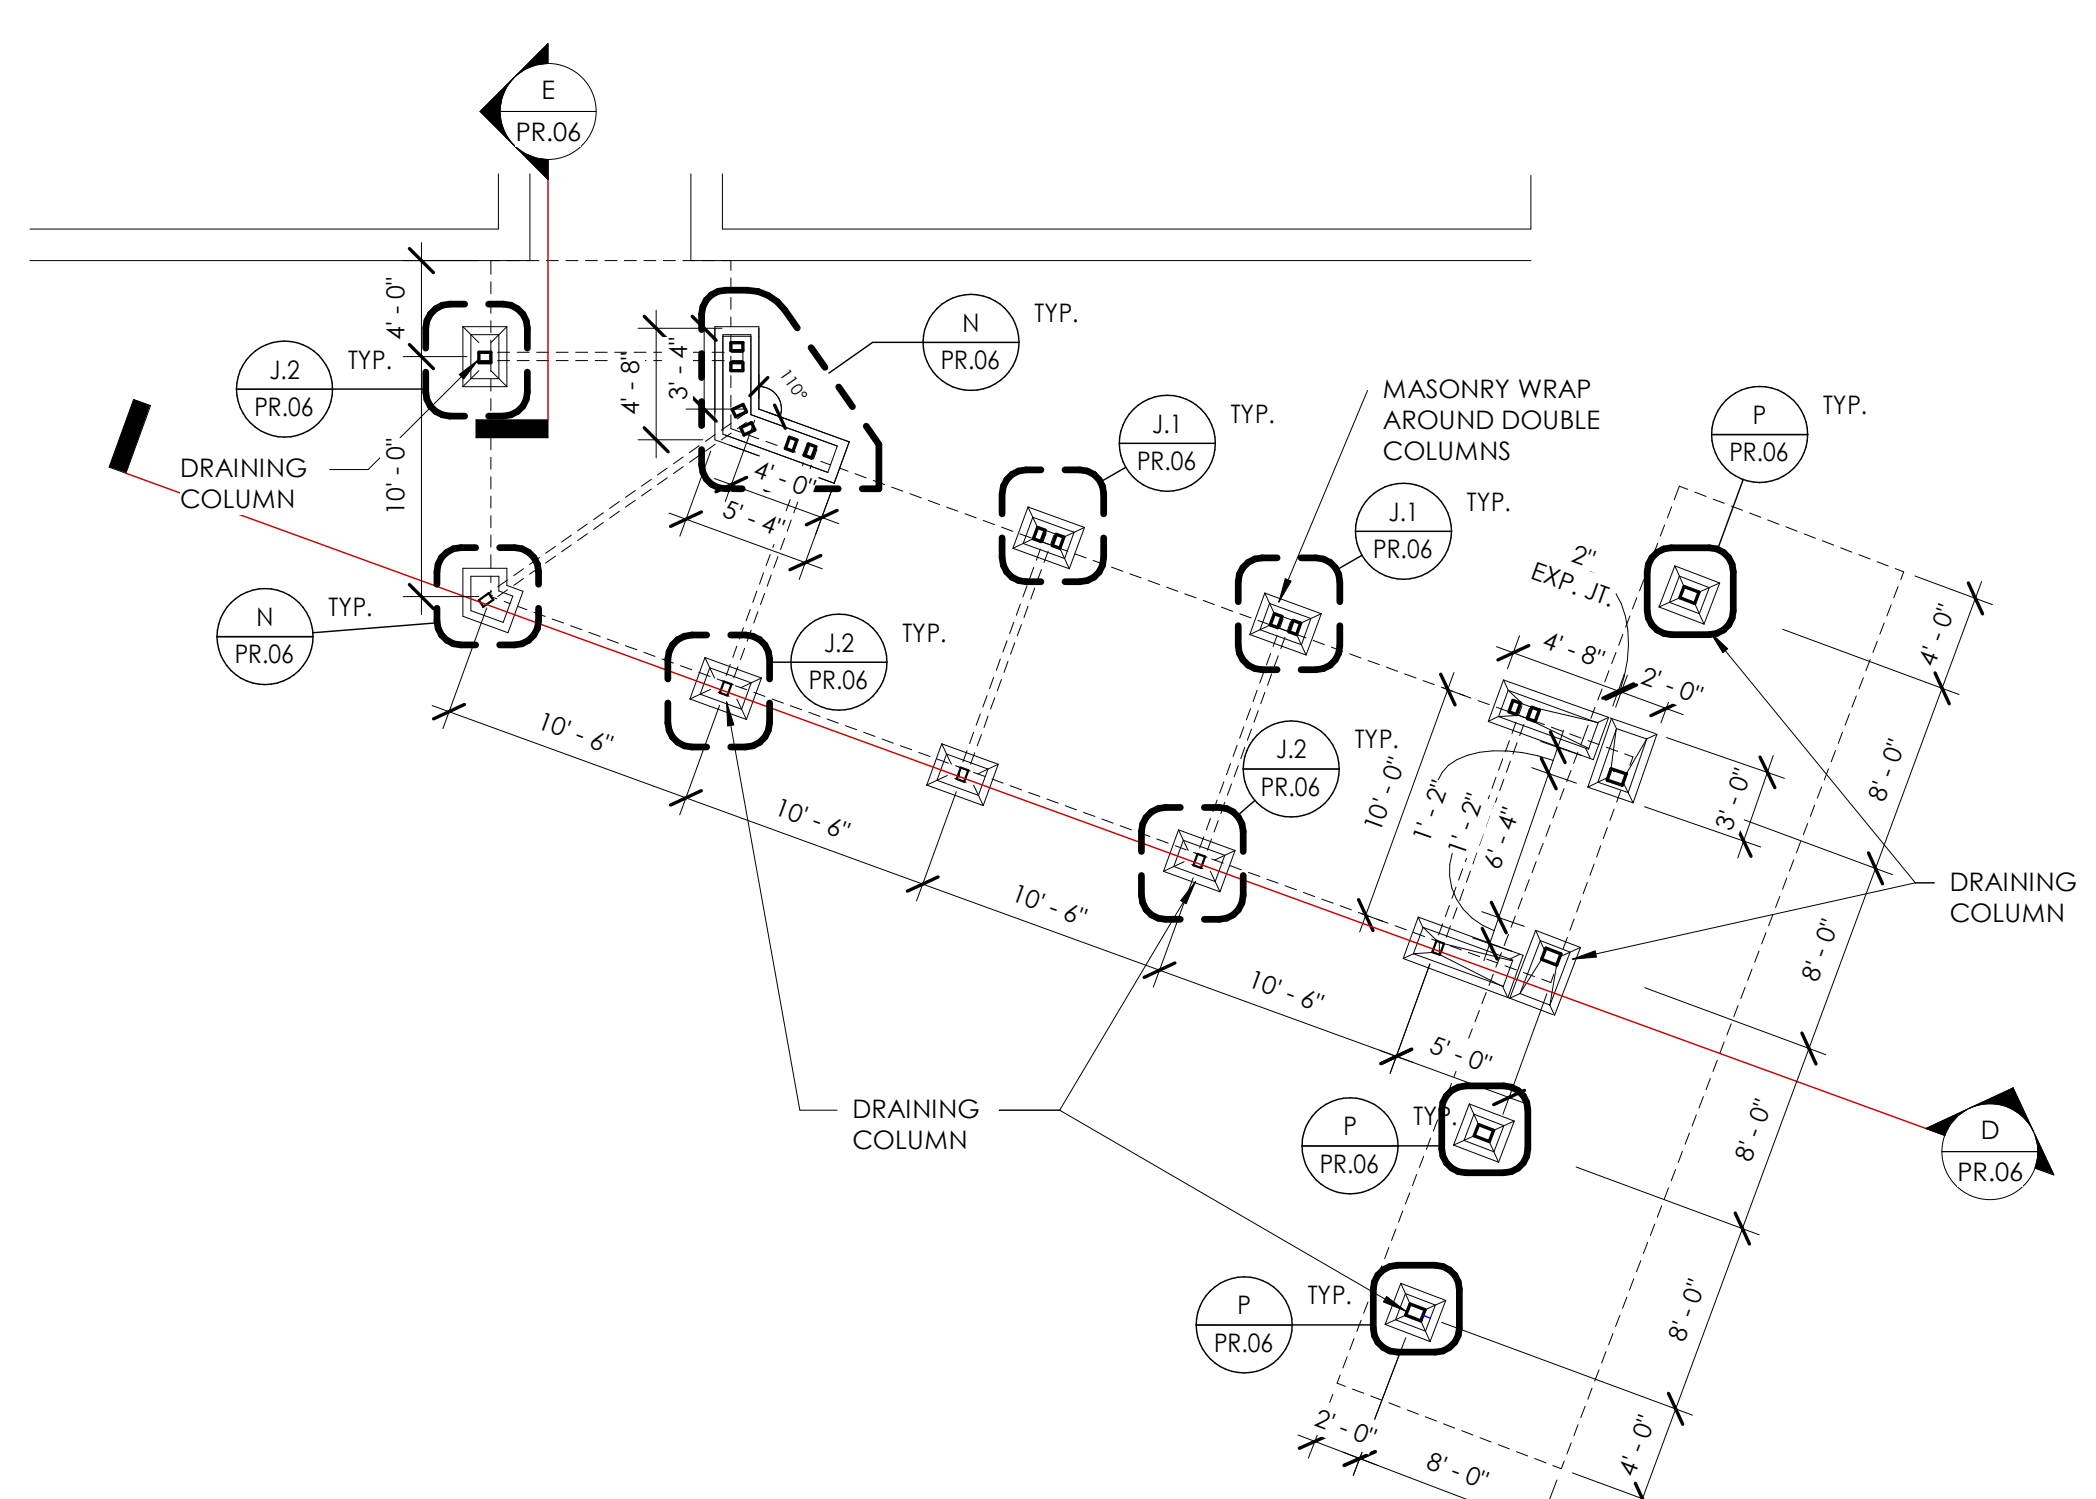 E
PR.06
4' - 0"
J.2
PR.06
TYP.
DRAINING
COLUMN
10' - 0"
4' - 8"
3' - 4"
110°
N
PR.06
TYP.
4' - 0"
5' - 4"
J.1
PR.06
TYP.
MASONRY WRAP
AROUND DOUBLE
COLUMNS
J.1
PR.06
TYP.
P
PR.06
TYP.
2"
EXP. JT.
4' - 8"
2' - 0"
N
PR.06
TYP.
J.2
PR.06
TYP.
J.2
PR.06
TYP.
10' - 6"
10' - 6"
10' - 6"
10' - 6"
5' - 0"
10' - 0"
1' - 2"
1' - 2"
6' - 4"
3' - 0"
4' - 0"
8' - 0"
8' - 0"
8' - 0"
8' - 0"
4' - 0"
DRAINING
COLUMN
DRAINING
COLUMN
P
PR.06
TYP.
D
PR.06
P
PR.06
TYP.
2' - 0"
8' - 0"